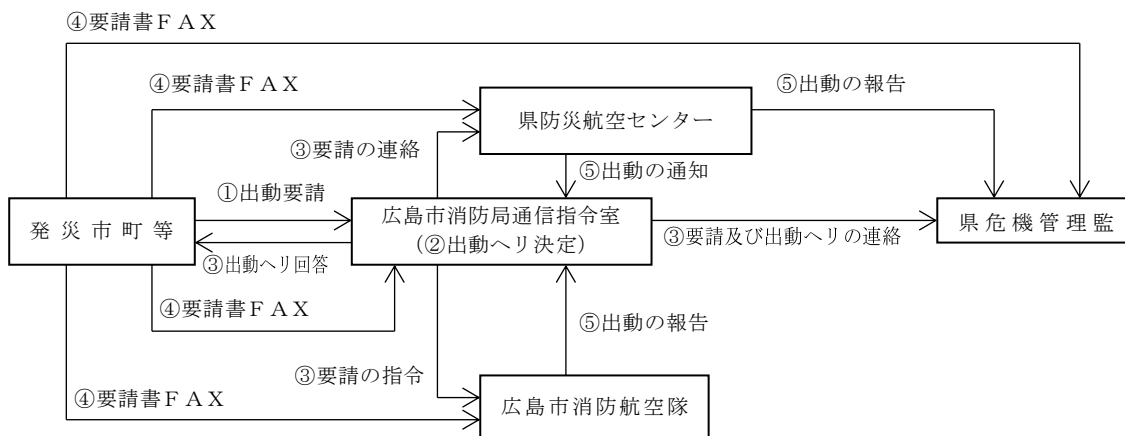 ④要請書ＦＡＸ
④要請書ＦＡＸ
⑤出動の報告
県防災航空センター
③要請の連絡
⑤出動の通知
①出動要請
発災市町等
広島市消防局通信指令室
（②出動ヘリ決定）
県危機管理監
③要請及び出動ヘリの連絡
③出動ヘリ回答
④要請書ＦＡＸ
⑤出動の報告
③要請の指令
④要請書ＦＡＸ
広島市消防航空隊